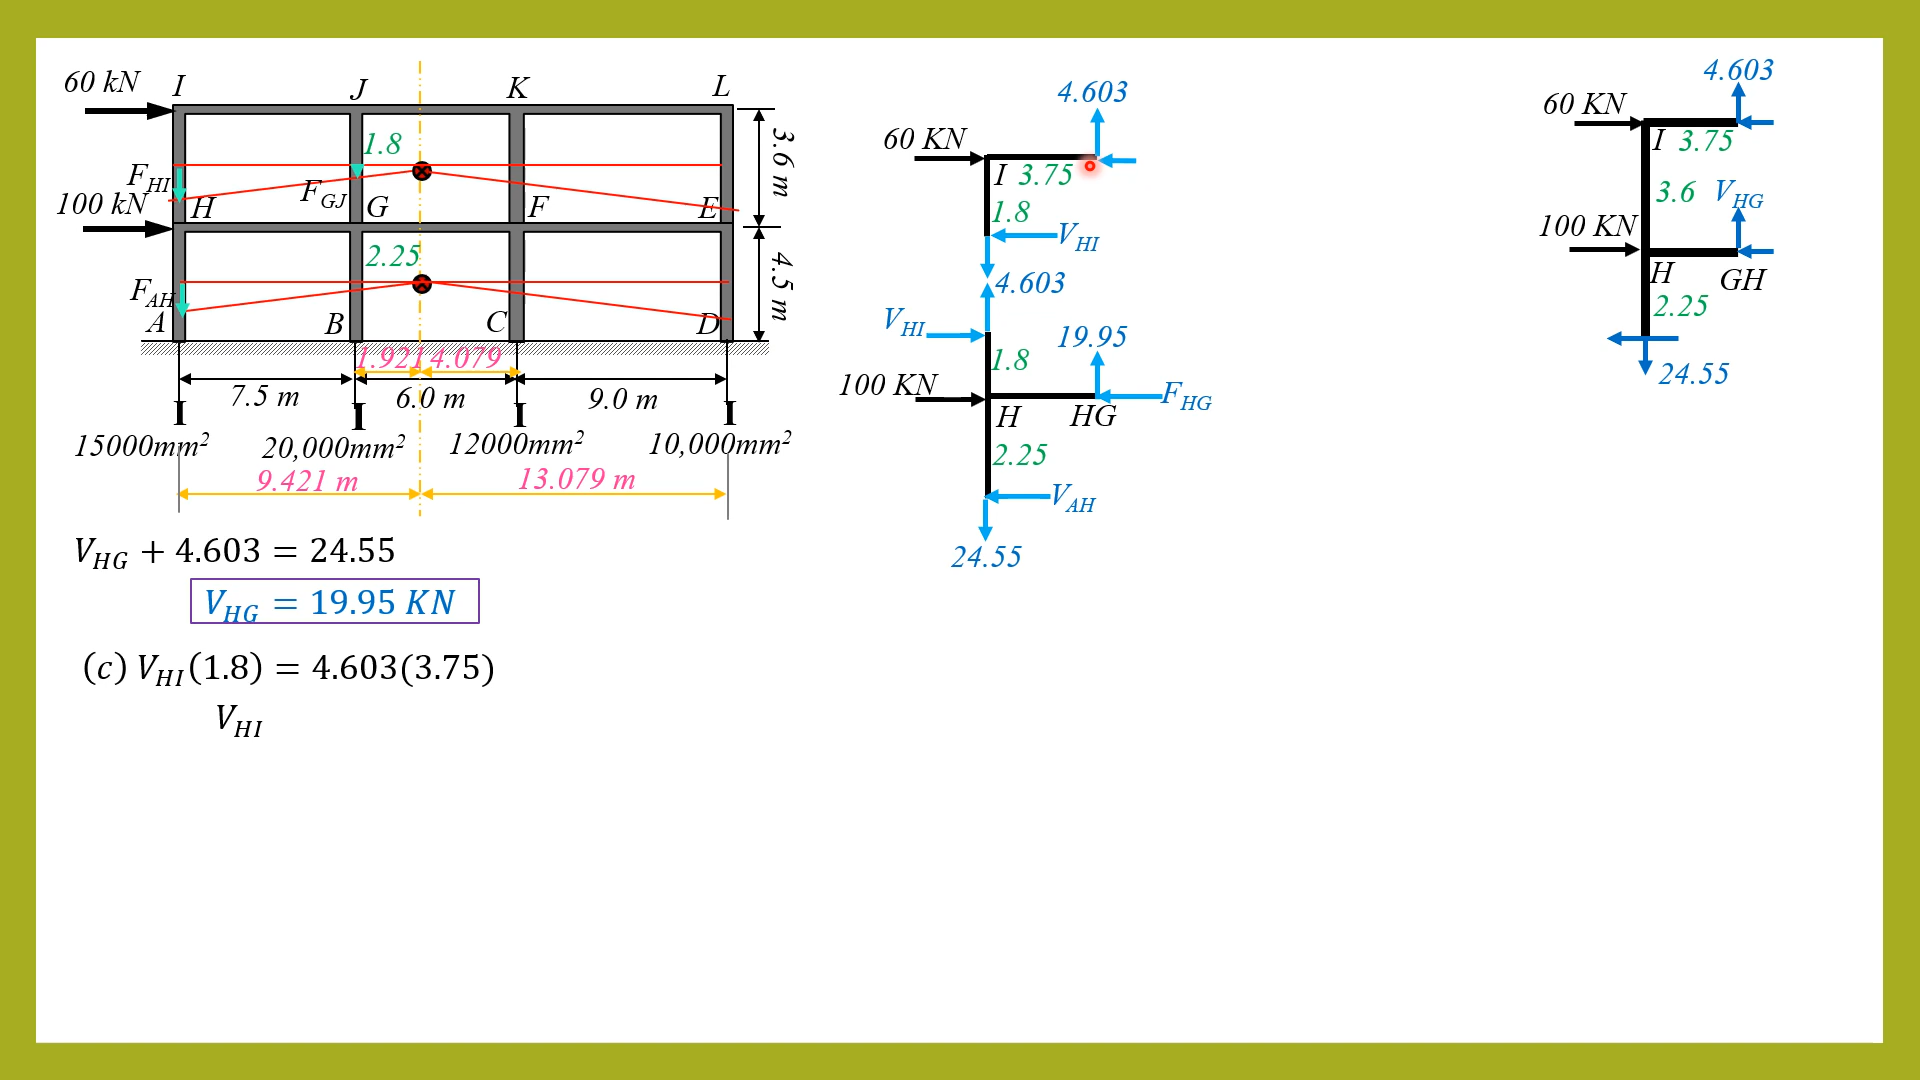 60 kN I J K L
1.8
3.6 m
F_HI F_GJ
100 kN H G F E
2.25
4.5 m
F_AH
A B C D
1.921 4.079
7.5 m 6.0 m 9.0 m
I I I I
15000mm² 20,000mm² 12000mm² 10,000mm²
9.421 m 13.079 m
V_HG + 4.603 = 24.55
V_HG = 19.95 KN
(c) V_HI(1.8) = 4.603(3.75)
V_HI
4.603
60 KN
I 3.75
1.8
V_HI
4.603
V_HI
19.95
1.8
100 KN
F_HG
H HG
2.25
V_AH
24.55
4.603
60 KN
I 3.75
3.6 V_HG
100 KN
H GH
2.25
24.55